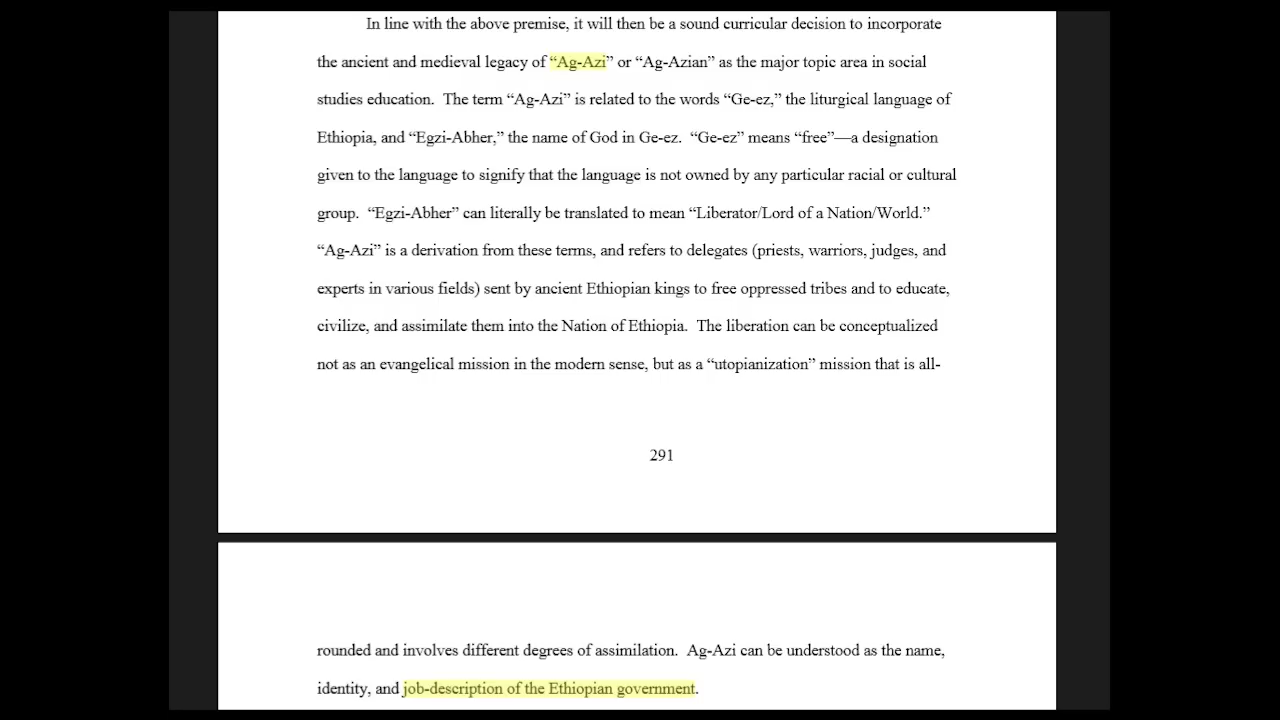 In line with the above premise, it will then be a sound curricular decision to incorporate
the ancient and medieval legacy of “Ag-Azi” or “Ag-Azian” as the major topic area in social
studies education.  The term “Ag-Azi” is related to the words “Ge-ez,” the liturgical language of
Ethiopia, and “Egzi-Abher,” the name of God in Ge-ez.  “Ge-ez” means “free”—a designation
given to the language to signify that the language is not owned by any particular racial or cultural
group.  “Egzi-Abher” can literally be translated to mean “Liberator/Lord of a Nation/World.”
“Ag-Azi” is a derivation from these terms, and refers to delegates (priests, warriors, judges, and
experts in various fields) sent by ancient Ethiopian kings to free oppressed tribes and to educate,
civilize, and assimilate them into the Nation of Ethiopia.  The liberation can be conceptualized
not as an evangelical mission in the modern sense, but as a “utopianization” mission that is all-
291
rounded and involves different degrees of assimilation.  Ag-Azi can be understood as the name,
identity, and job-description of the Ethiopian government.